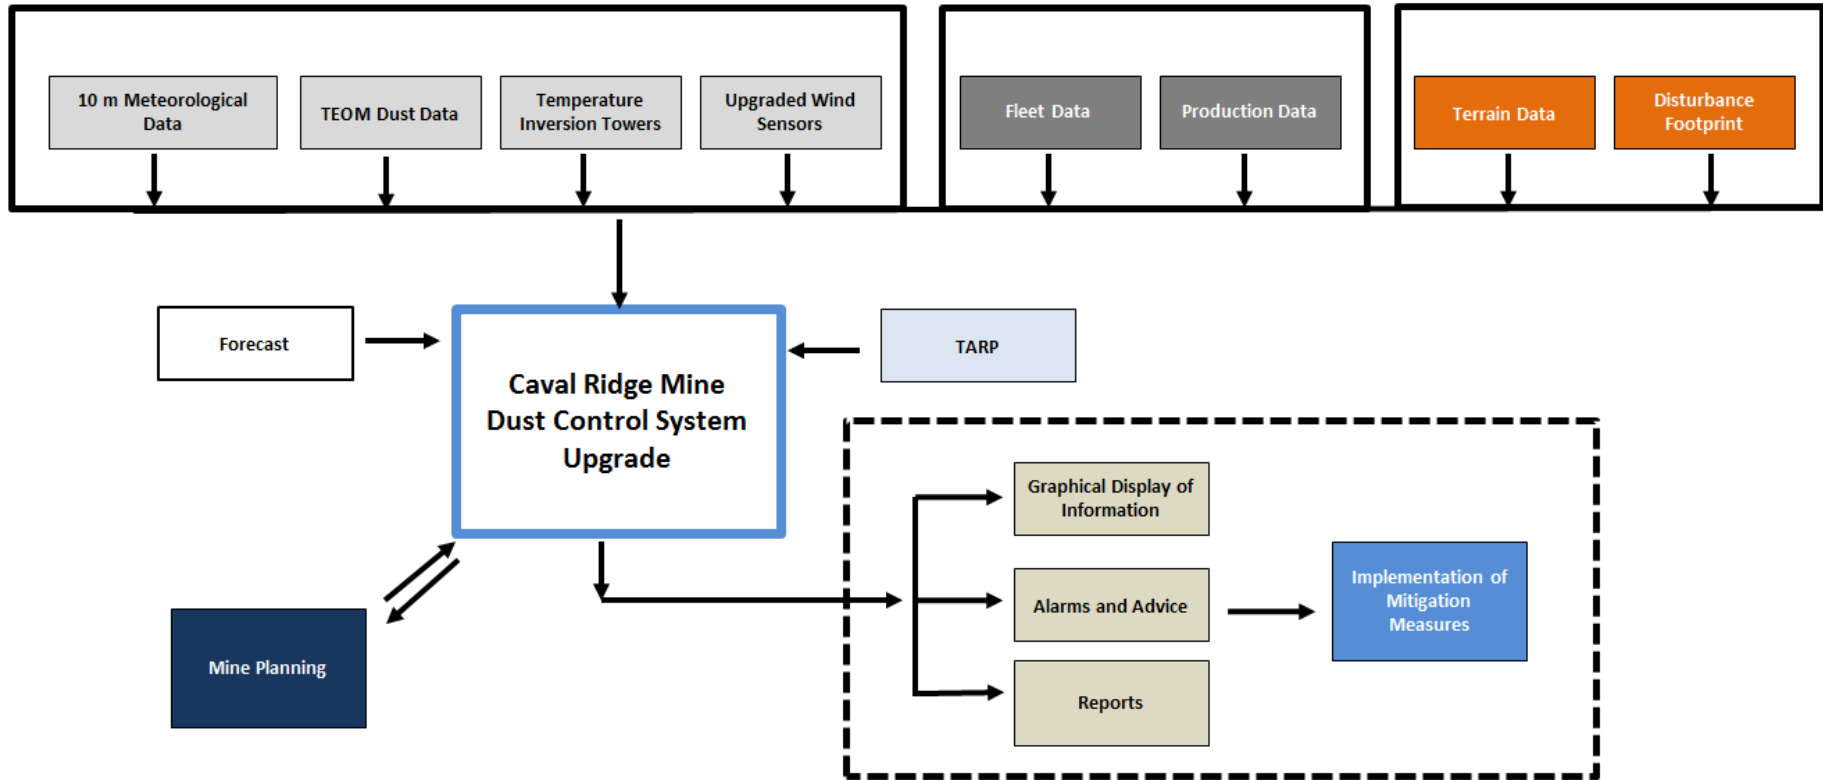 10 m Meteorological
Data
TEOM Dust Data
Temperature
Inversion Towers
Upgraded Wind
Sensors
Fleet Data
Production Data
Terrain Data
Disturbance
Footprint
Forecast
Caval Ridge Mine
Dust Control System
Upgrade
TARP
Graphical Display of
Information
Alarms and Advice
Implementation of
Mitigation
Measures
Mine Planning
Reports